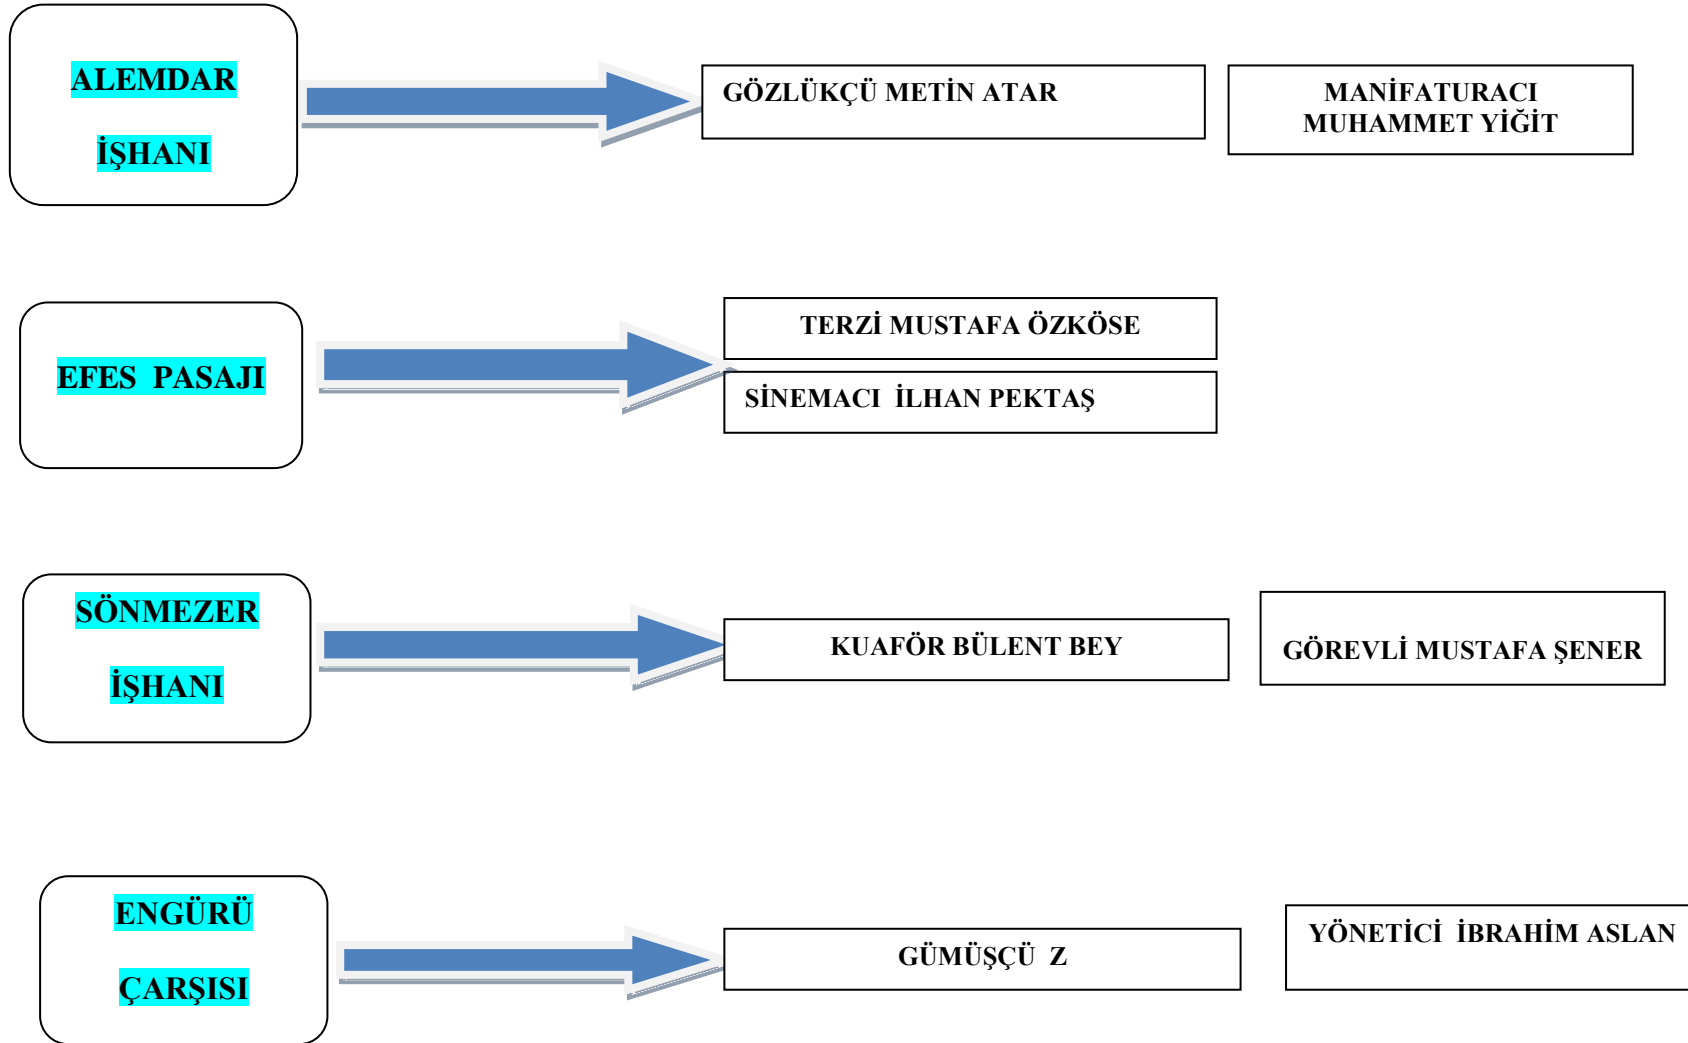 ALEMDAR
İŞHANI
GÖZLÜKÇÜ METİN ATAR
MANİFATURACI
MUHAMMET YİĞİT
EFES PASAJI
TERZİ MUSTAFA ÖZKÖSE
SİNEMACI İLHAN PEKTAŞ
SÖNMEZER
İŞHANI
KUAFÖR BÜLENT BEY
GÖREVLİ MUSTAFA ŞENER
ENGÜRÜ
ÇARŞISI
GÜMÜŞÇÜ Z
YÖNETİCİ İBRAHİM ASLAN